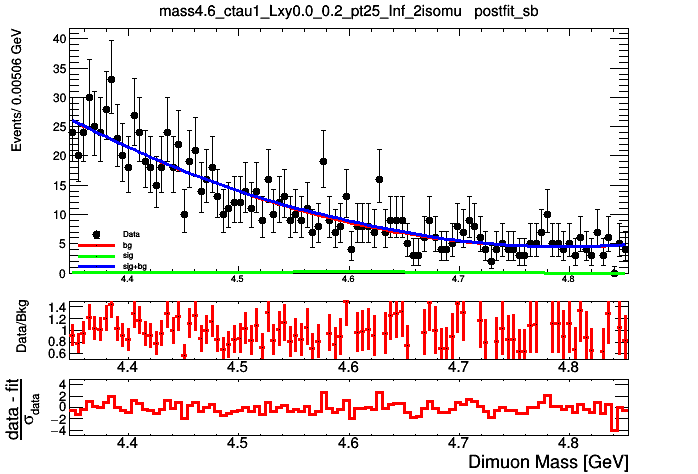 mass4.6_ctau1_Lxy0.0_0.2_pt25_Inf_2isomu postfit_sb
Events/ 0.00506 GeV
40
35
30
25
20
15
10
5
0
Data
bg
sig
sig+bg
4.4 4.5 4.6 4.7 4.8
Data/Bkg
1.4
1.2
1
0.8
0.6
4.4 4.5 4.6 4.7 4.8
data - fit
σdata
4
2
0
−2
−4
4.4 4.5 4.6 4.7 4.8
Dimuon Mass [GeV]